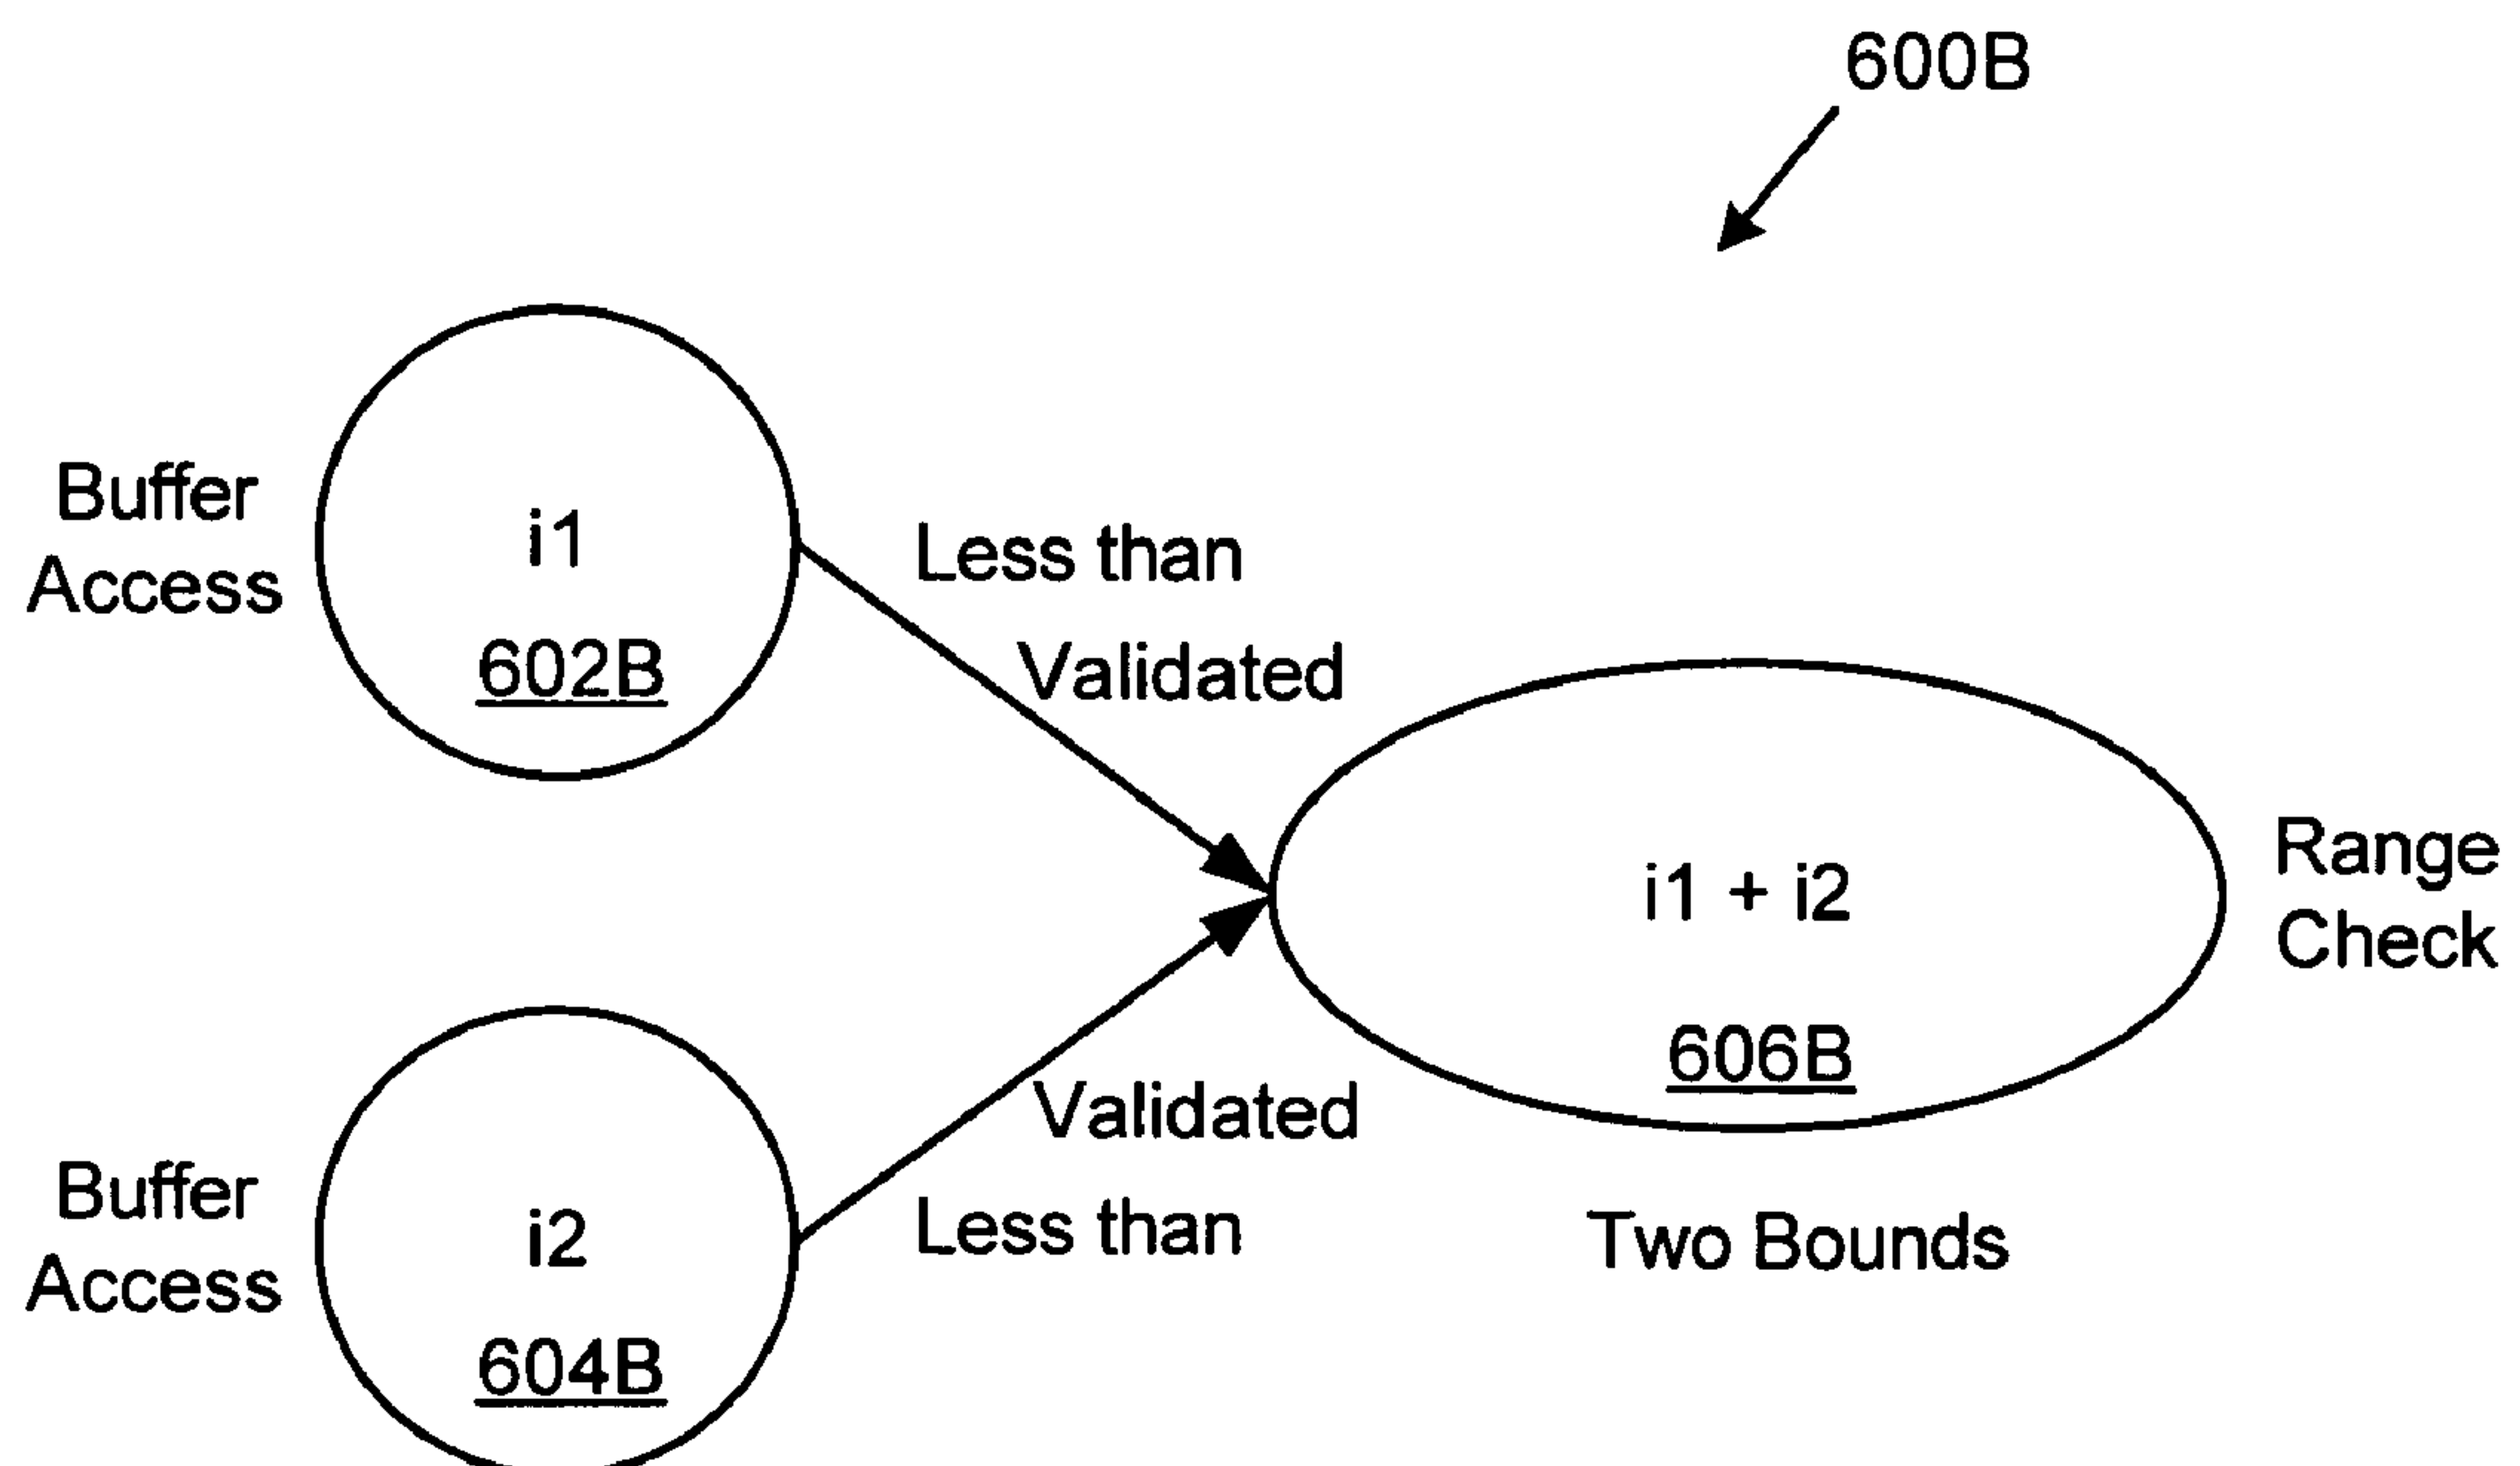 600B
Buffer
Access
i1
602B
Less than
Validated
i1 + i2
606B
Range
Check
Two Bounds
Validated
Less than
Buffer
Access
i2
604B